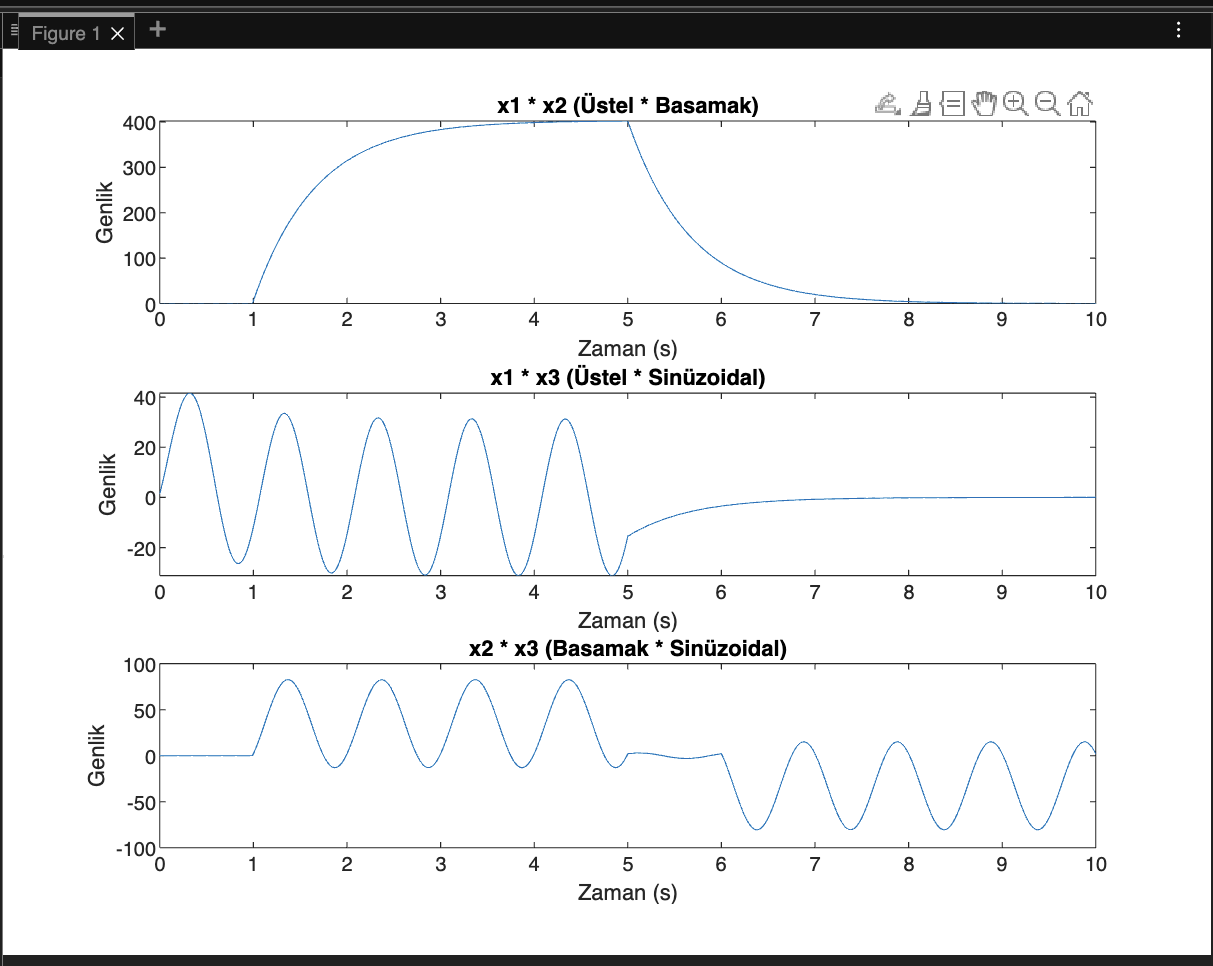 Figure 1
x1 * x2 (Üstel * Basamak)
400
300
200
100
0
Genlik
0 1 2 3 4 5 6 7 8 9 10
Zaman (s)
x1 * x3 (Üstel * Sinüzoidal)
40
20
0
-20
Genlik
0 1 2 3 4 5 6 7 8 9 10
Zaman (s)
x2 * x3 (Basamak * Sinüzoidal)
100
50
0
-50
-100
Genlik
0 1 2 3 4 5 6 7 8 9 10
Zaman (s)